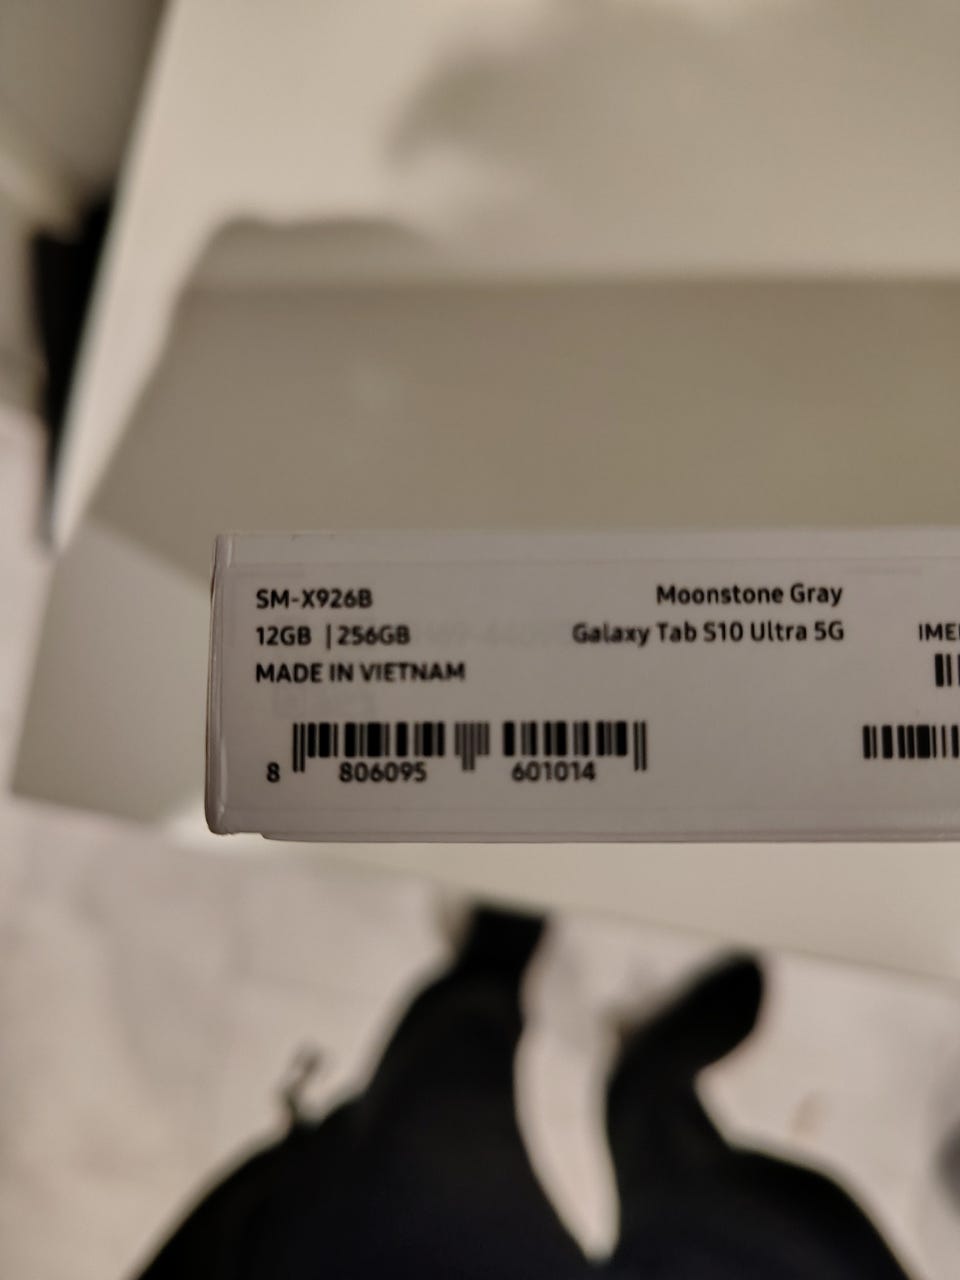 SM-X926B
12GB | 256GB
MADE IN VIETNAM
8 806095 601014
Moonstone Gray
Galaxy Tab S10 Ultra 5G